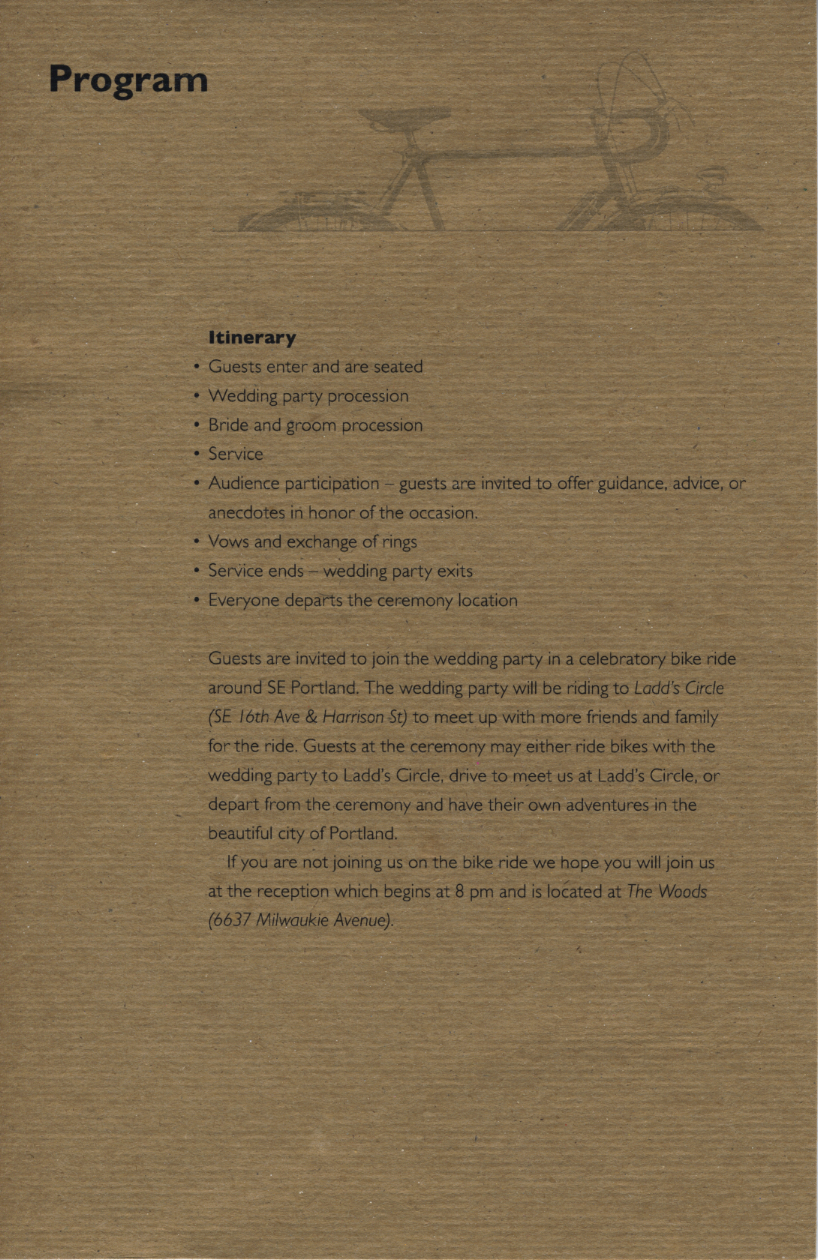 Program
Itinerary
• Guests enter and are seated
• Wedding party procession
• Bride and groom procession
• Service
• Audience participation – guests are invited to offer guidance, advice, or
anecdotes in honor of the occasion.
• Vows and exchange of rings
• Service ends – wedding party exits
• Everyone departs the ceremony location
Guests are invited to join the wedding party in a celebratory bike ride
around SE Portland. The wedding party will be riding to Ladd's Circle
(SE 16th Ave & Harrison St) to meet up with more friends and family
for the ride. Guests at the ceremony may either ride bikes with the
wedding party to Ladd's Circle, drive to meet us at Ladd's Circle, or
depart from the ceremony and have their own adventures in the
beautiful city of Portland.
If you are not joining us on the bike ride we hope you will join us
at the reception which begins at 8 pm and is located at The Woods
(6637 Milwaukie Avenue).